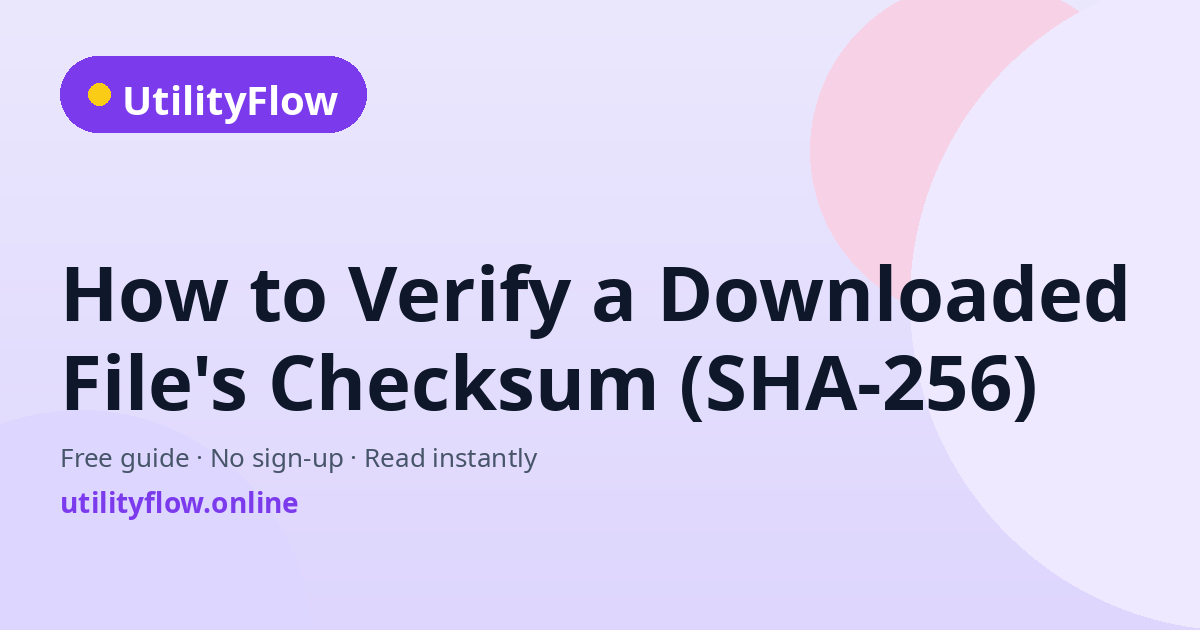 UtilityFlow
How to Verify a Downloaded
File's Checksum (SHA-256)
Free guide · No sign-up · Read instantly
utilityflow.online